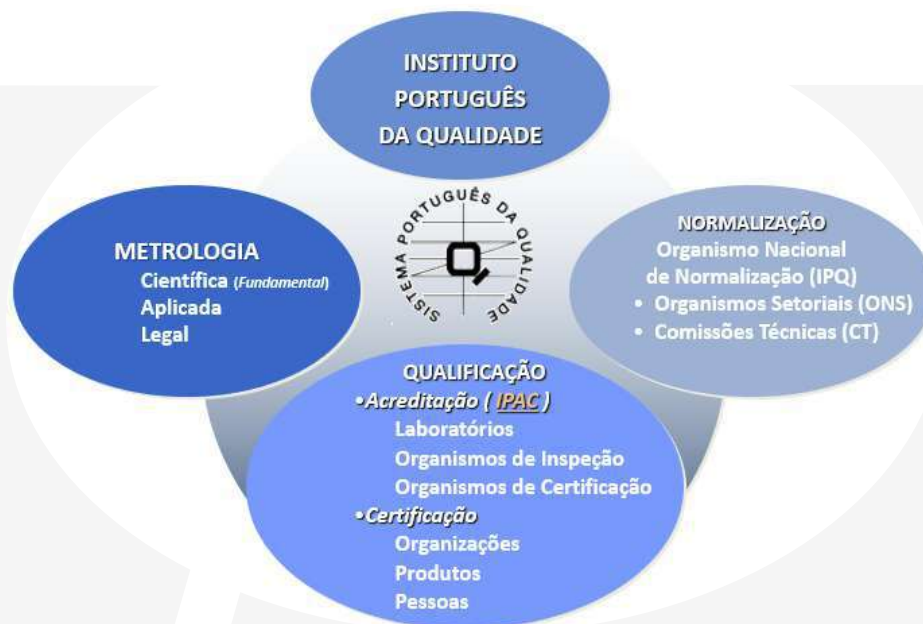 INSTITUTO
PORTUGUÊS
DA QUALIDADE
SISTEMA PORTUGUÊS DA QUALIDADE
METROLOGIA
Científica (Fundamental)
Aplicada
Legal
NORMALIZAÇÃO
Organismo Nacional
de Normalização (IPQ)
• Organismos Setoriais (ONS)
• Comissões Técnicas (CT)
QUALIFICAÇÃO
•Acreditação ( IPAC )
Laboratórios
Organismos de Inspeção
Organismos de Certificação
•Certificação
Organizações
Produtos
Pessoas